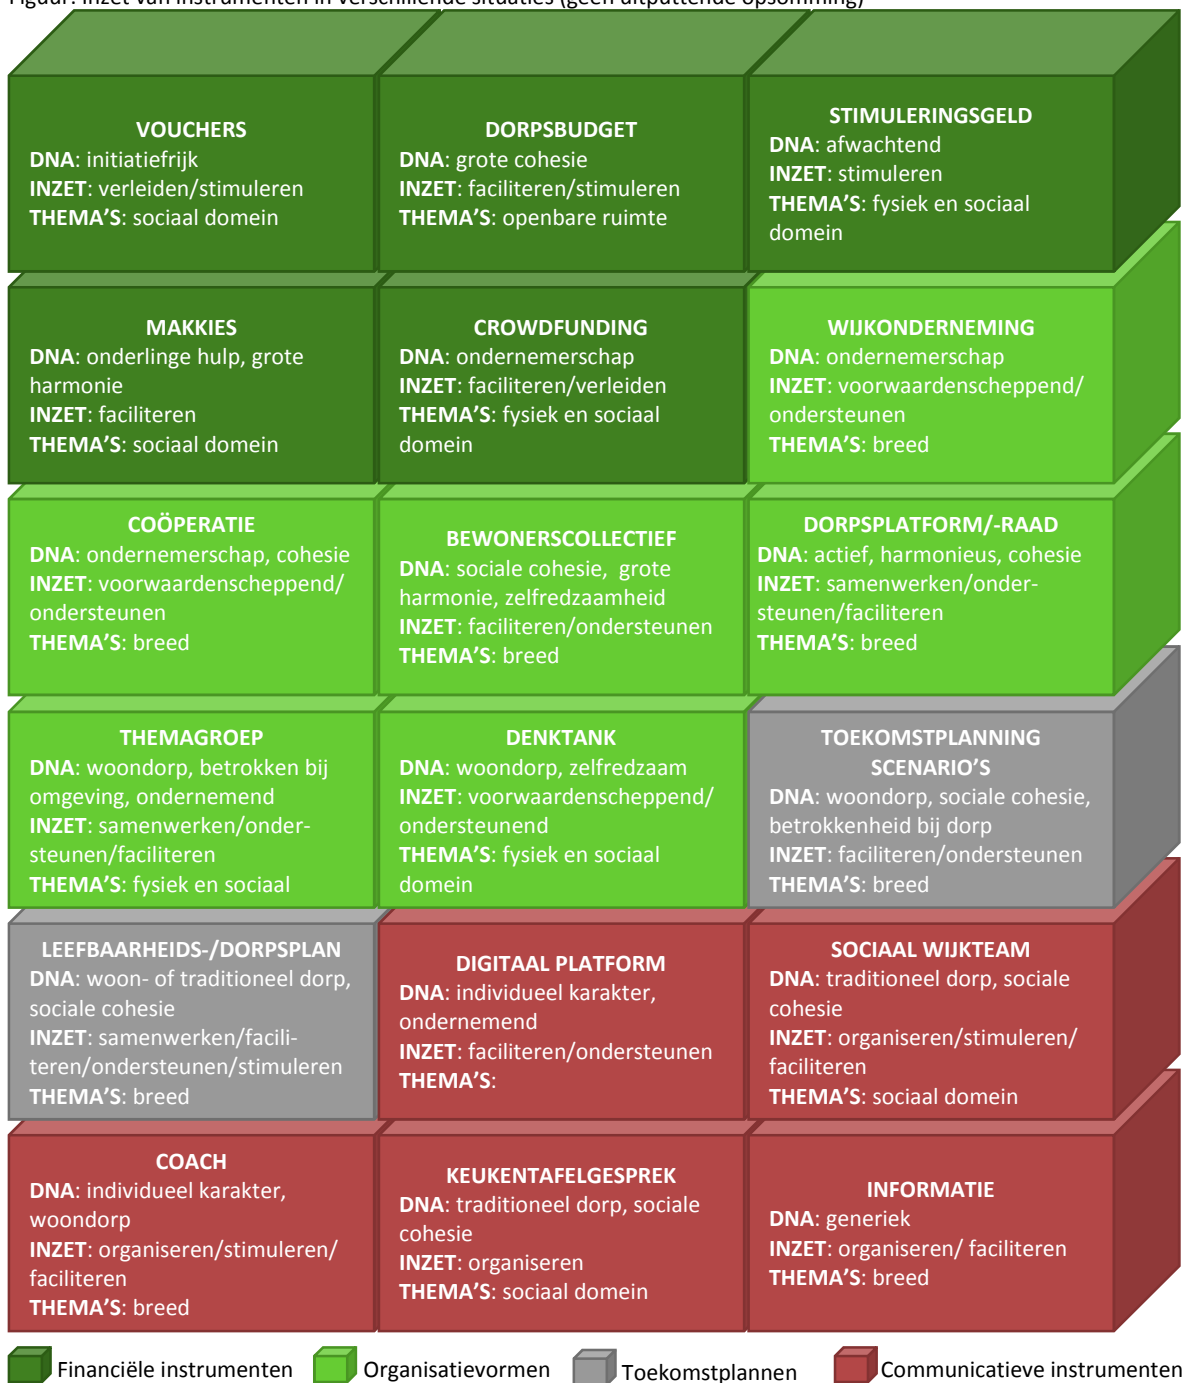 Figuur: Inzet van instrumenten in verschillende situaties (geen uitputtende opsomming)
VOUCHERS
DNA: initiatiefrijk
INZET: verleiden/stimuleren
THEMA’S: sociaal domein
DORPSBUDGET
DNA: grote cohesie
INZET: faciliteren/stimuleren
THEMA’S: openbare ruimte
STIMULERINGSGELD
DNA: afwachtend
INZET: stimuleren
THEMA’S: fysiek en sociaal
domein
MAKKIES
DNA: onderlinge hulp, grote
harmonie
INZET: faciliteren
THEMA’S: sociaal domein
CROWDFUNDING
DNA: ondernemerschap
INZET: faciliteren/verleiden
THEMA’S: fysiek en sociaal
domein
WIJKONDERNEMING
DNA: ondernemerschap
INZET: voorwaardenscheppend/
ondersteunen
THEMA’S: breed
COÖPERATIE
DNA: ondernemerschap, cohesie
INZET: voorwaardenscheppend/
ondersteunen
THEMA’S: breed
BEWONERSCOLLECTIEF
DNA: sociale cohesie, grote
harmonie, zelfredzaamheid
INZET: faciliteren/ondersteunen
THEMA’S: breed
DORPSPLATFORM/-RAAD
DNA: actief, harmonieus, cohesie
INZET: samenwerken/onder-
steunen/faciliteren
THEMA’S: breed
THEMAGROEP
DNA: woondorp, betrokken bij
omgeving, ondernemend
INZET: samenwerken/onder-
steunen/faciliteren
THEMA’S: fysiek en sociaal
DENKTANK
DNA: woondorp, zelfredzaam
INZET: voorwaardenscheppend/
ondersteunend
THEMA’S: fysiek en sociaal
domein
TOEKOMSTPLANNING
SCENARIO’S
DNA: woondorp, sociale cohesie,
betrokkenheid bij dorp
INZET: faciliteren/ondersteunen
THEMA’S: breed
LEEFBAARHEIDS-/DORPSPLAN
DNA: woon- of traditioneel dorp,
sociale cohesie
INZET: samenwerken/facili-
teren/ondersteunen/stimuleren
THEMA’S: breed
DIGITAAL PLATFORM
DNA: individueel karakter,
ondernemend
INZET: faciliteren/ondersteunen
THEMA’S:
SOCIAAL WIJKTEAM
DNA: traditioneel dorp, sociale
cohesie
INZET: organiseren/stimuleren/
faciliteren
THEMA’S: sociaal domein
COACH
DNA: individueel karakter,
woondorp
INZET: organiseren/stimuleren/
faciliteren
THEMA’S: breed
KEUKENTAFELGESPREK
DNA: traditioneel dorp, sociale
cohesie
INZET: organiseren
THEMA’S: sociaal domein
INFORMATIE
DNA: generiek
INZET: organiseren/ faciliteren
THEMA’S: breed
Financiële instrumenten
Organisatievormen
Toekomstplannen
Communicatieve instrumenten